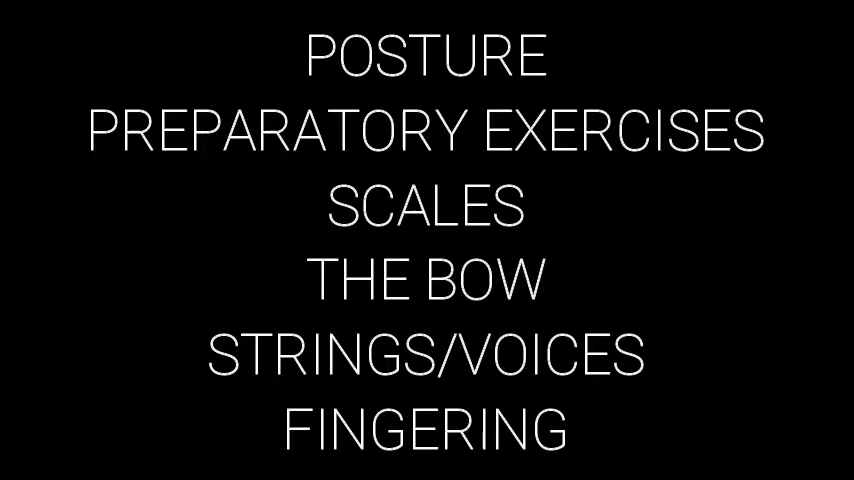 POSTURE
PREPARATORY EXERCISES
SCALES
THE BOW
STRINGS/VOICES
FINGERING